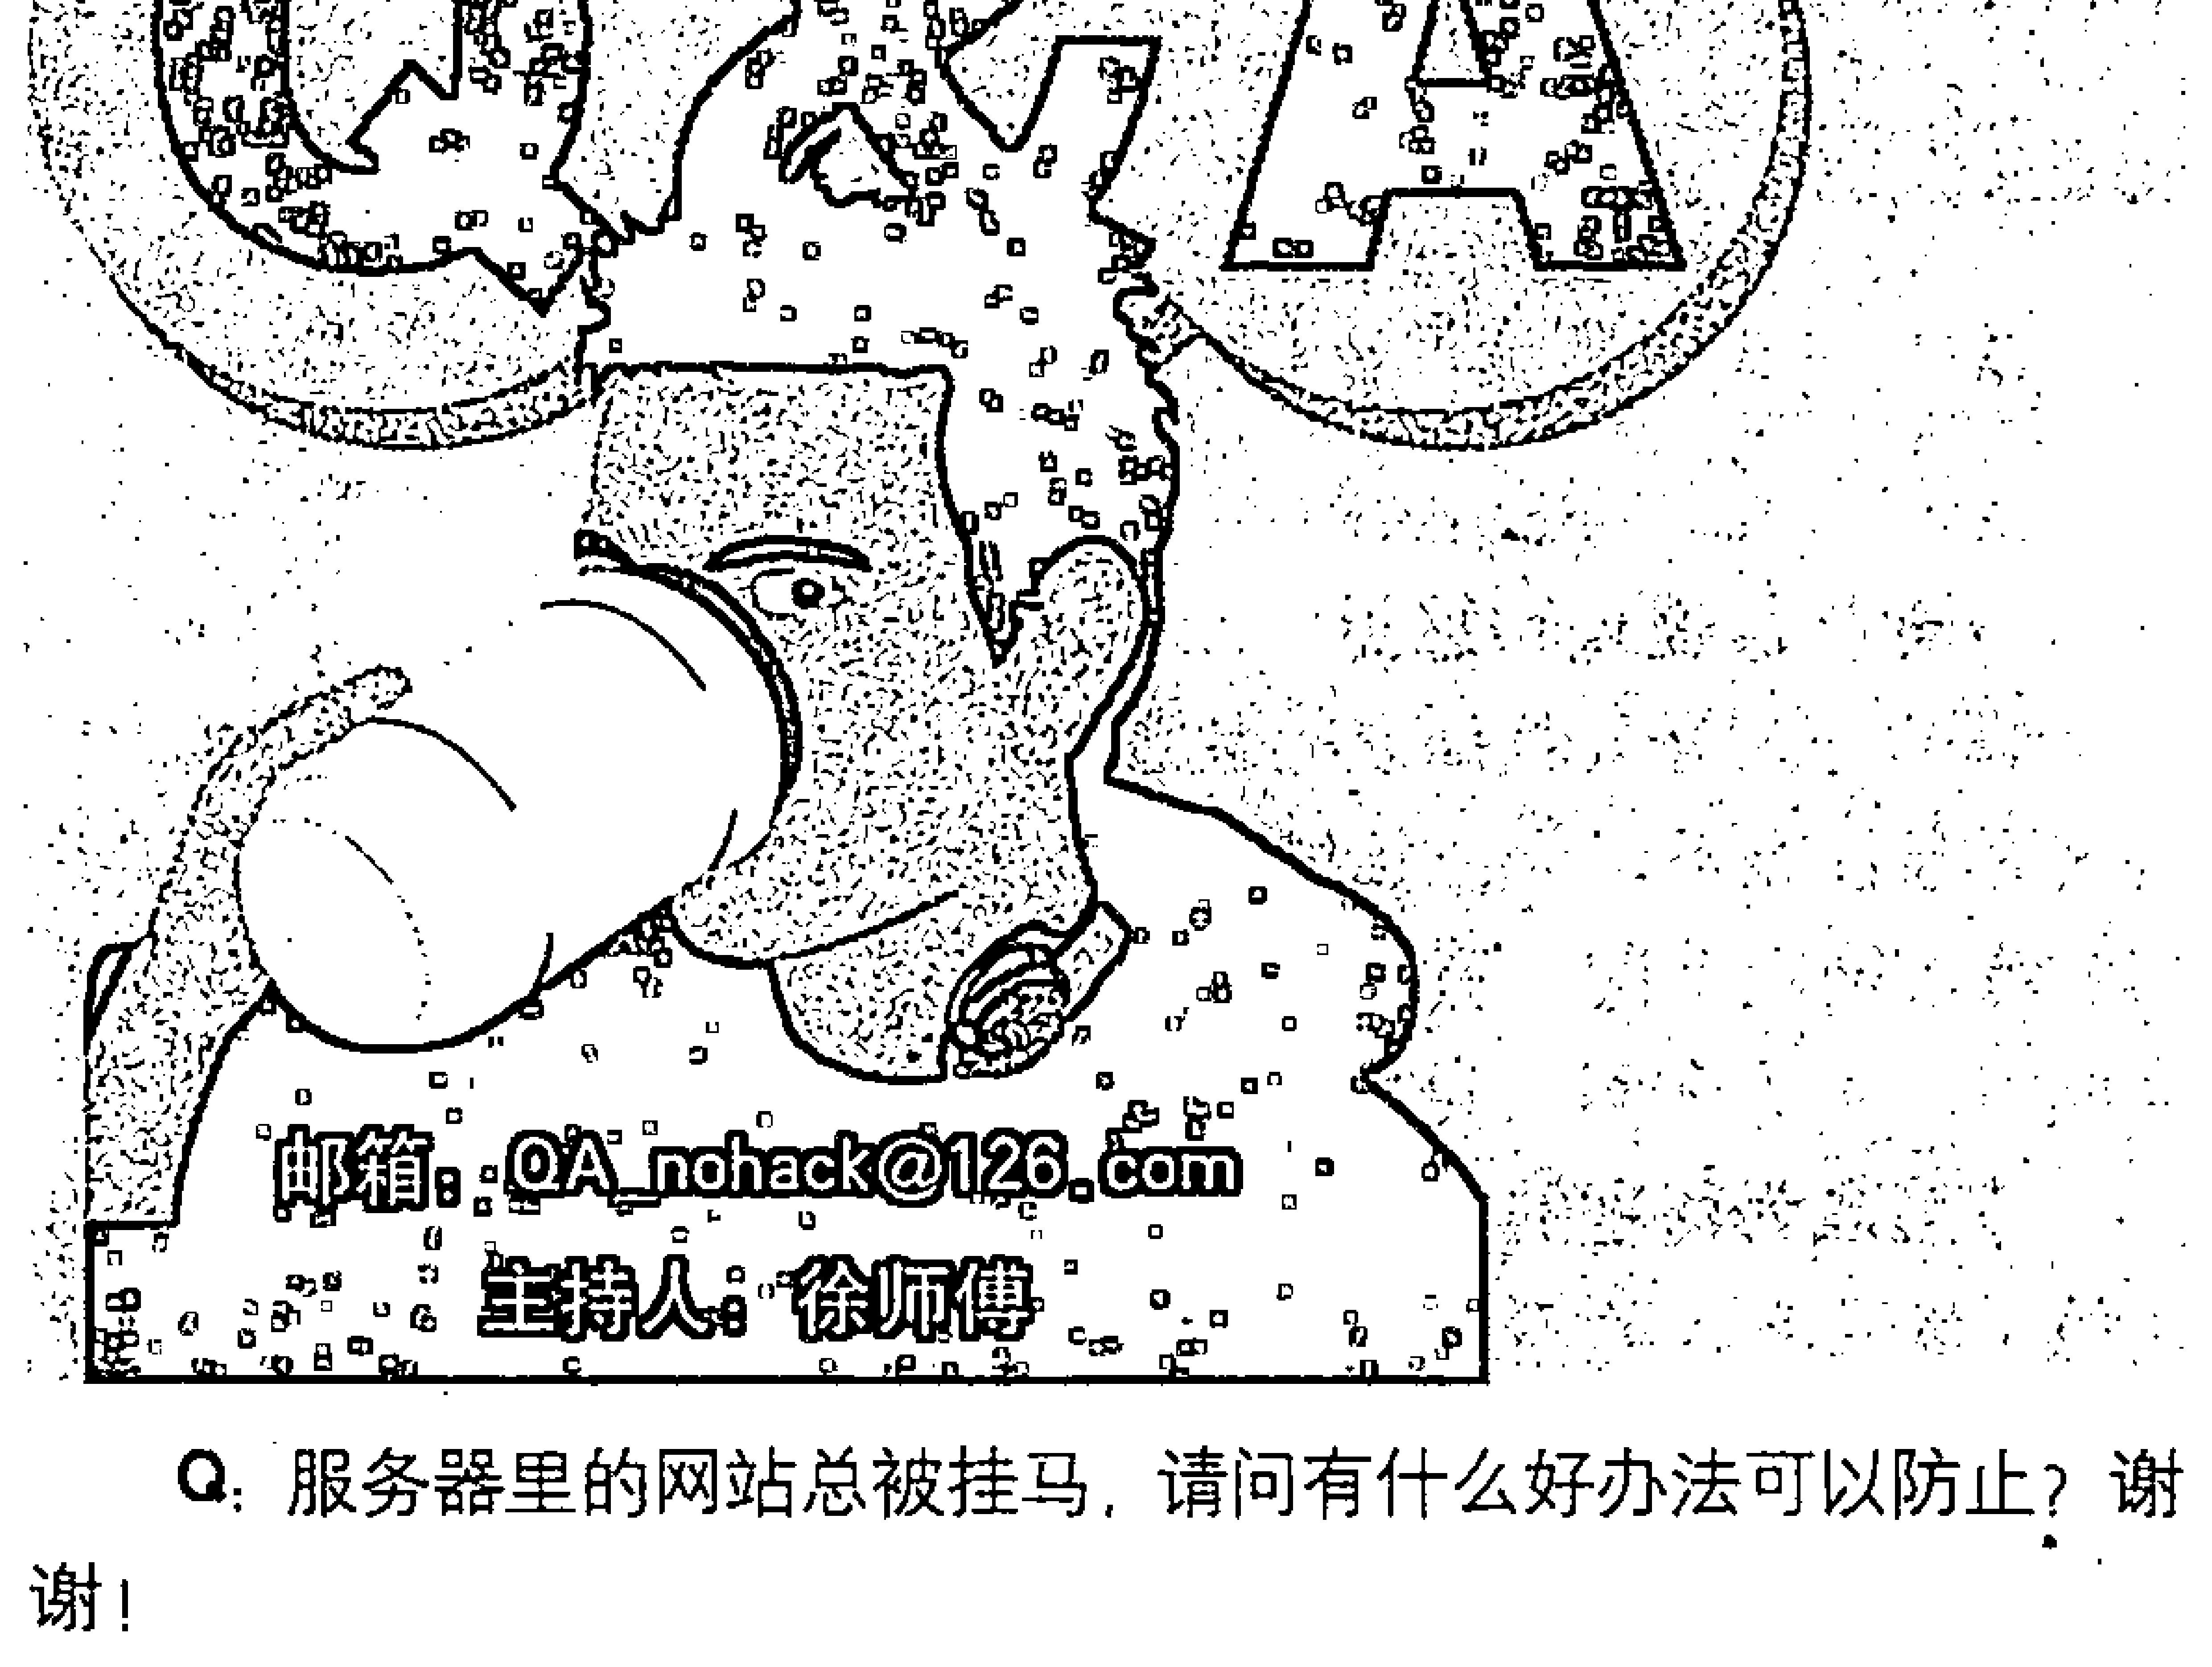 Q A
邮箱：QA_nohack@126.com
主持人：徐师傅
Q：服务器里的网站总被挂马，请问有什么好办法可以防止？谢
谢！